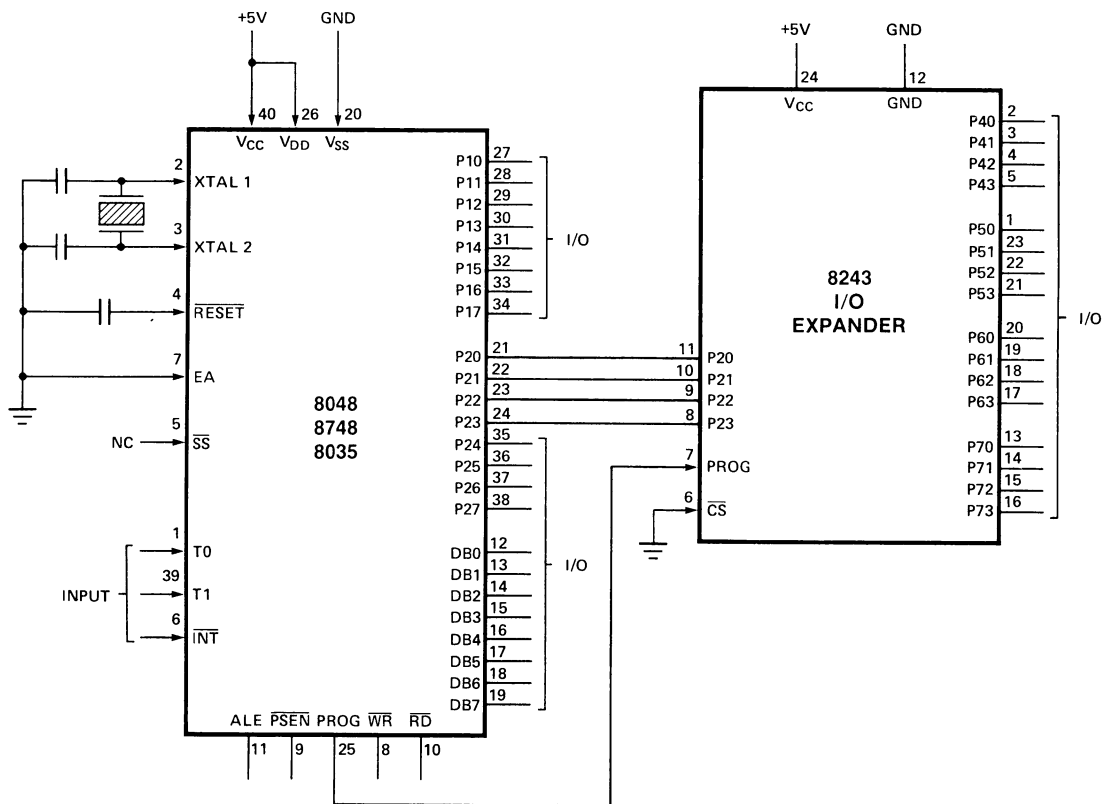 +5V
GND
40
26
20
VCC
VDD
VSS
2
XTAL 1
3
XTAL 2
4
RESET
7
EA
5
NC
SS
1
T0
39
INPUT
T1
6
INT
8048
8748
8035
P10 27
P11 28
P12 29
P13 30
P14 31
P15 32
P16 33
P17 34
I/O
P20 21
P21 22
P22 23
P23 24
P24 35
P25 36
P26 37
P27 38
DB0 12
DB1 13
DB2 14
DB3 15
DB4 16
DB5 17
DB6 18
DB7 19
I/O
ALE PSEN PROG WR RD
11 9 25 8 10
+5V
GND
24
12
VCC
GND
8243
I/O
EXPANDER
11 P20
10 P21
9 P22
8 P23
7 PROG
6 CS
P40 2
P41 3
P42 4
P43 5
P50 1
P51 23
P52 22
P53 21
P60 20
P61 19
P62 18
P63 17
P70 13
P71 14
P72 15
P73 16
I/O